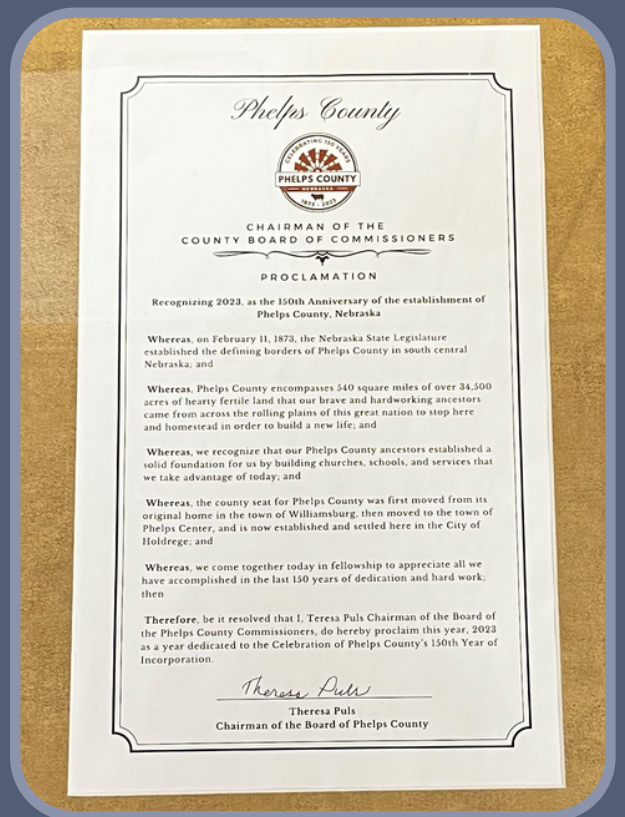 Phelps County
CELEBRATING 150 YEARS
PHELPS COUNTY
NEBRASKA
1873 - 2023
CHAIRMAN OF THE
COUNTY BOARD OF COMMISSIONERS
PROCLAMATION
Recognizing 2023, as the 150th Anniversary of the establishment of
Phelps County, Nebraska
Whereas, on February 11, 1873, the Nebraska State Legislature
established the defining borders of Phelps County in south central
Nebraska; and
Whereas, Phelps County encompasses 540 square miles of over 34,500
acres of hearty fertile land that our brave and hardworking ancestors
came from across the rolling plains of this great nation to stop here
and homestead in order to build a new life; and
Whereas, we recognize that our Phelps County ancestors established a
solid foundation for us by building churches, schools, and services that
we take advantage of today; and
Whereas, the county seat for Phelps County was first moved from its
original home in the town of Williamsburg, then moved to the town of
Phelps Center, and is now established and settled here in the City of
Holdrege; and
Whereas, we come together today in fellowship to appreciate all we
have accomplished in the last 150 years of dedication and hard work;
then
Therefore, be it resolved that I, Teresa Puls Chairman of the Board of
the Phelps County Commissioners, do hereby proclaim this year, 2023
as a year dedicated to the Celebration of Phelps County's 150th Year of
Incorporation.
Theresa Puls
Theresa Puls
Chairman of the Board of Phelps County